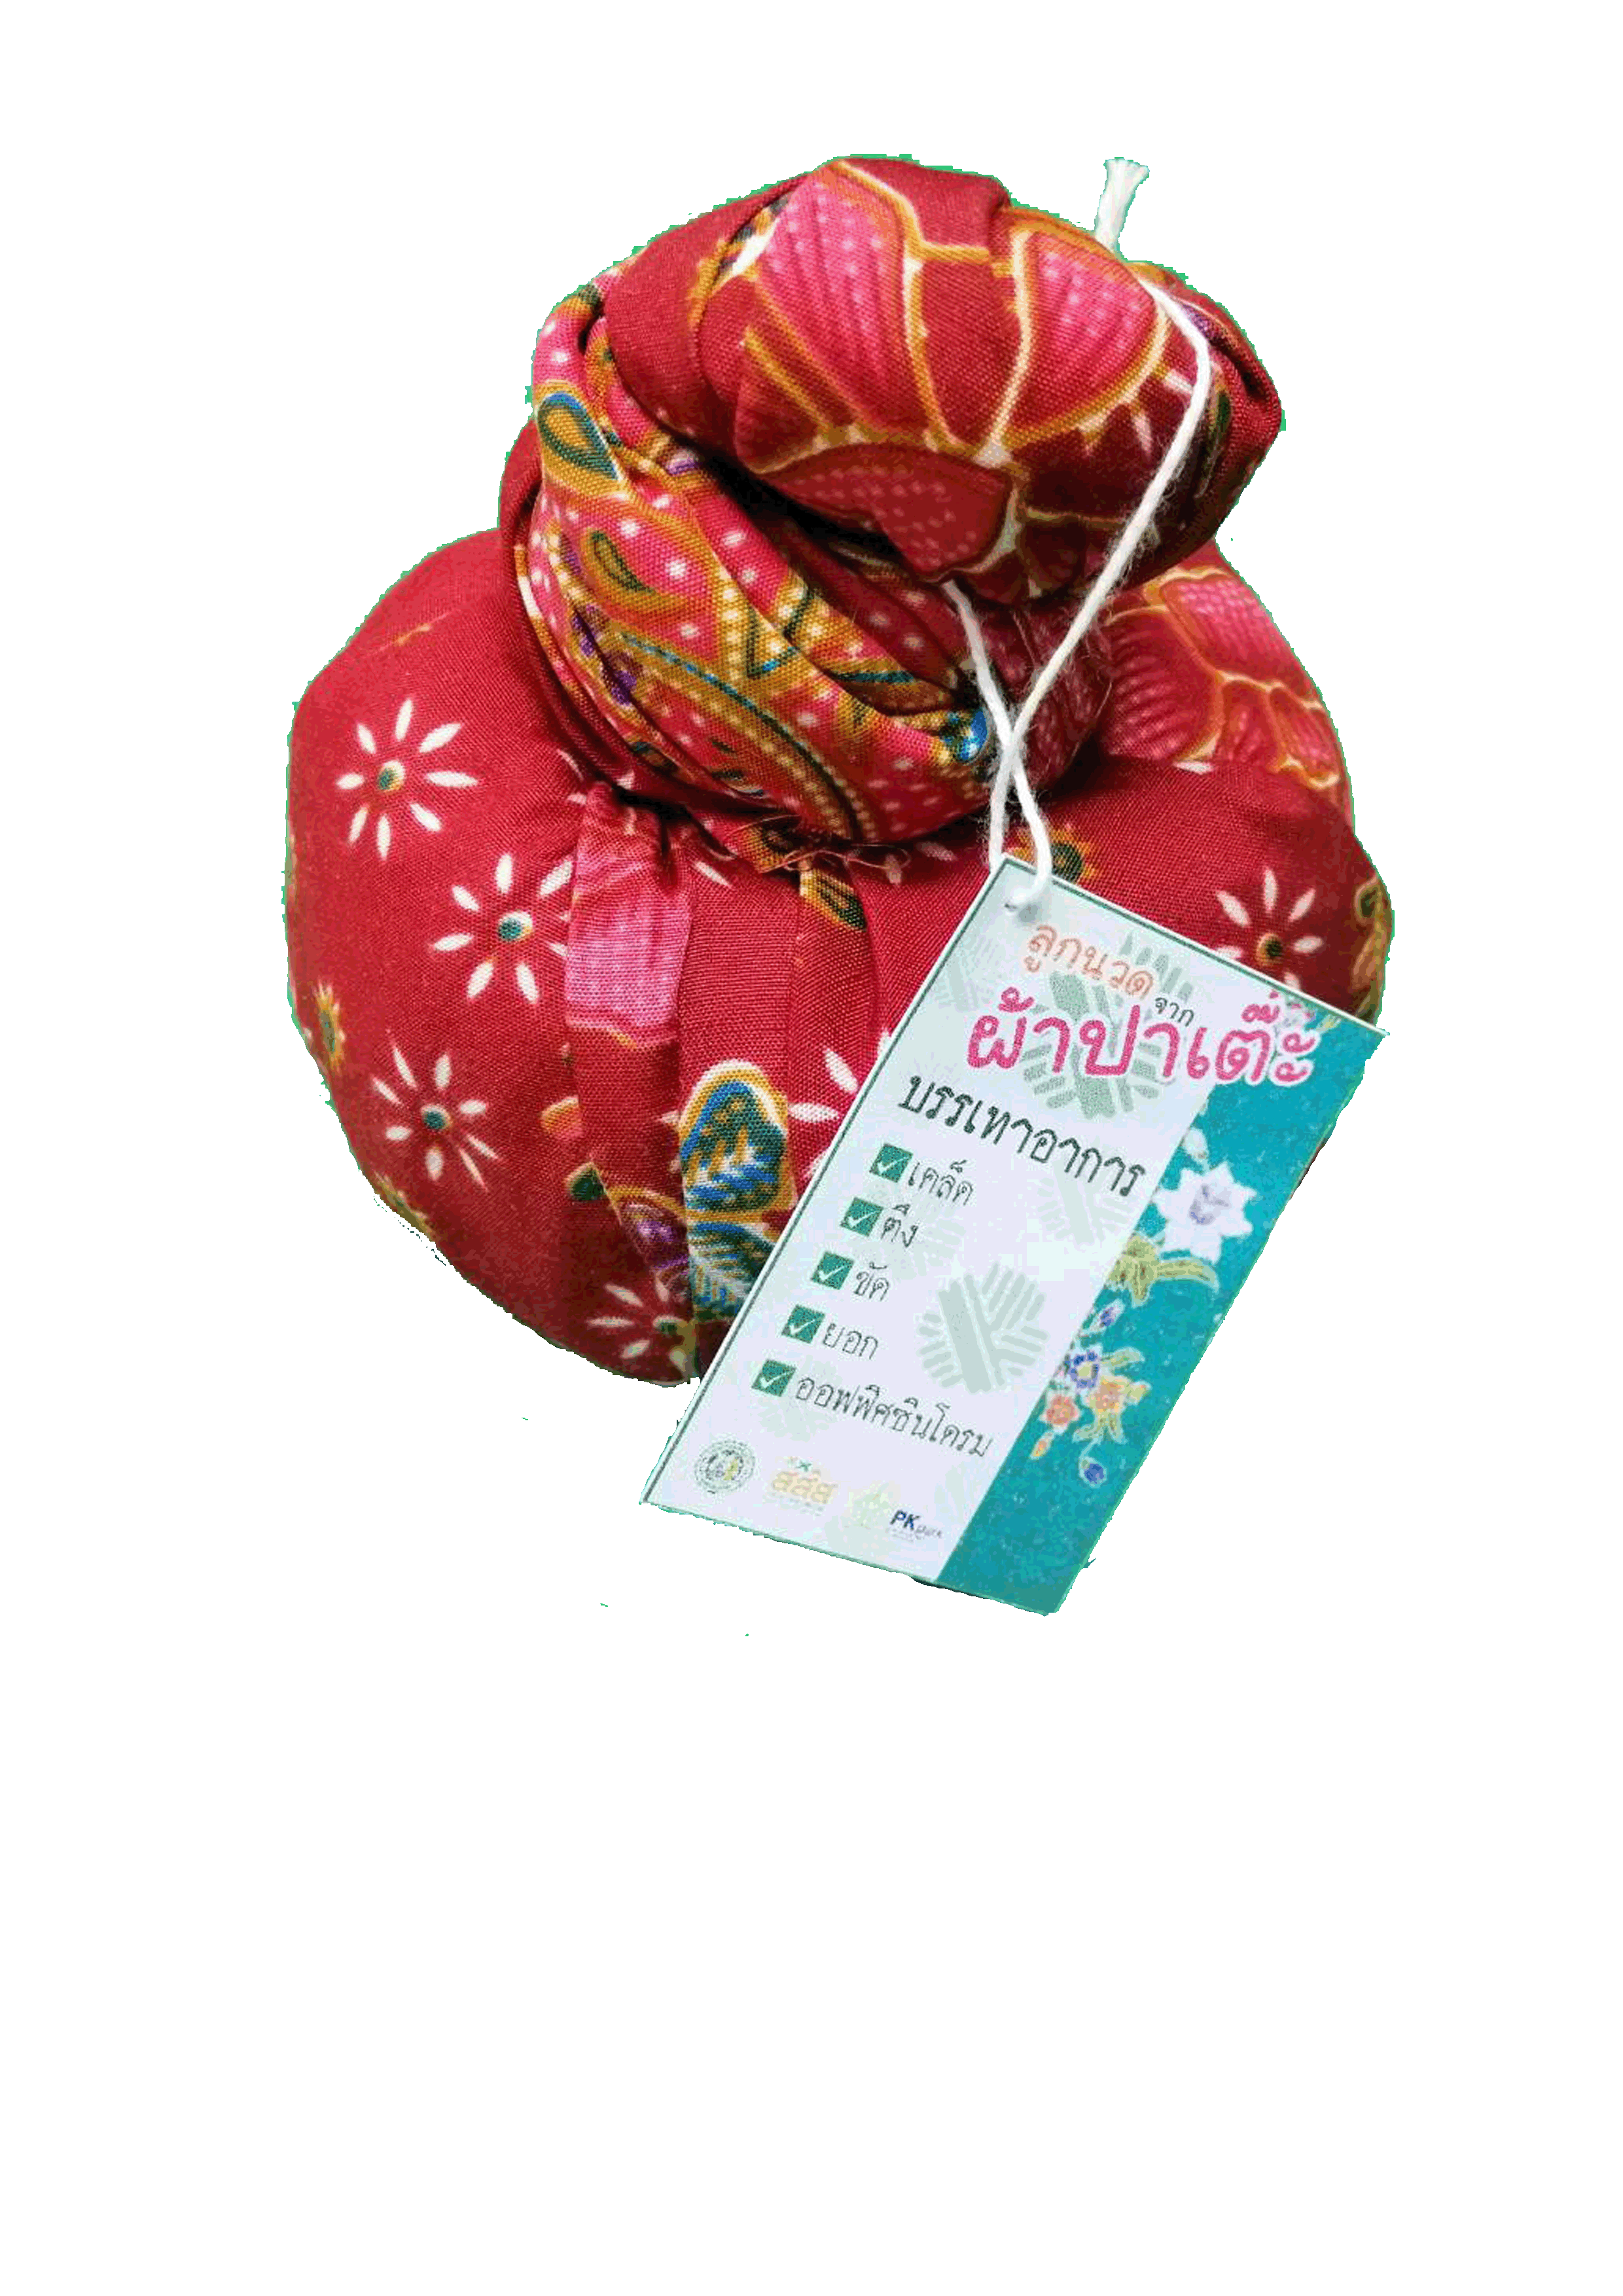 ลูกนวด
จาก
ผ้าปาเต๊ะ
บรรเทาอาการ
เคล็ด
ตึง
ขัด
ยอก
ออฟฟิศซินโดรม
สสส
PK